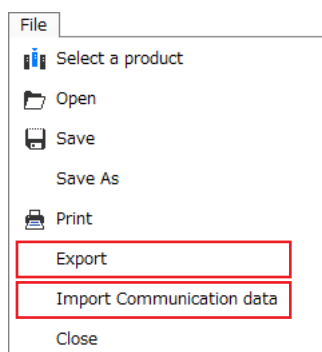 File
Select a product
Open
Save
Save As
Print
Export
Import Communication data
Close